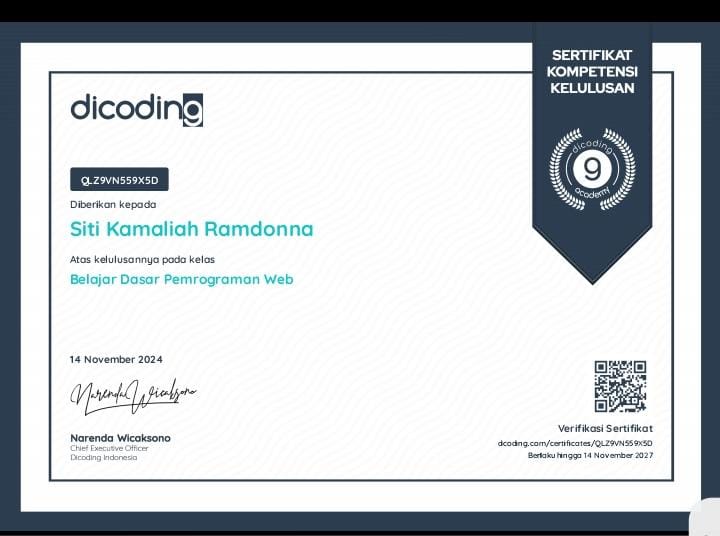 SERTIFIKAT
KOMPETENSI
KELULUSAN
dicoding
dicoding
9
academy
QLZ9VN559X5D
Diberikan kepada
Siti Kamaliah Ramdonna
Atas kelulusannya pada kelas
Belajar Dasar Pemrograman Web
14 November 2024
Narenda Wicaksono
Narenda Wicaksono
Chief Executive Officer
Dicoding Indonesia
Verifikasi Sertifikat
dicoding.com/certificates/QLZ9VN559X5D
Berlaku hingga 14 November 2027